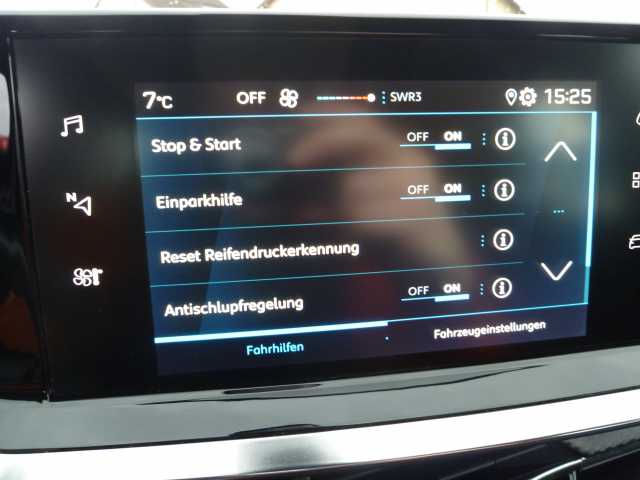 7°C OFF SWR3 15:25
Stop & Start OFF ON
N
Einparkhilfe OFF ON
Reset Reifendruckerkennung
Antischlupfregelung OFF ON
Fahrhilfen Fahrzeugeinstellungen